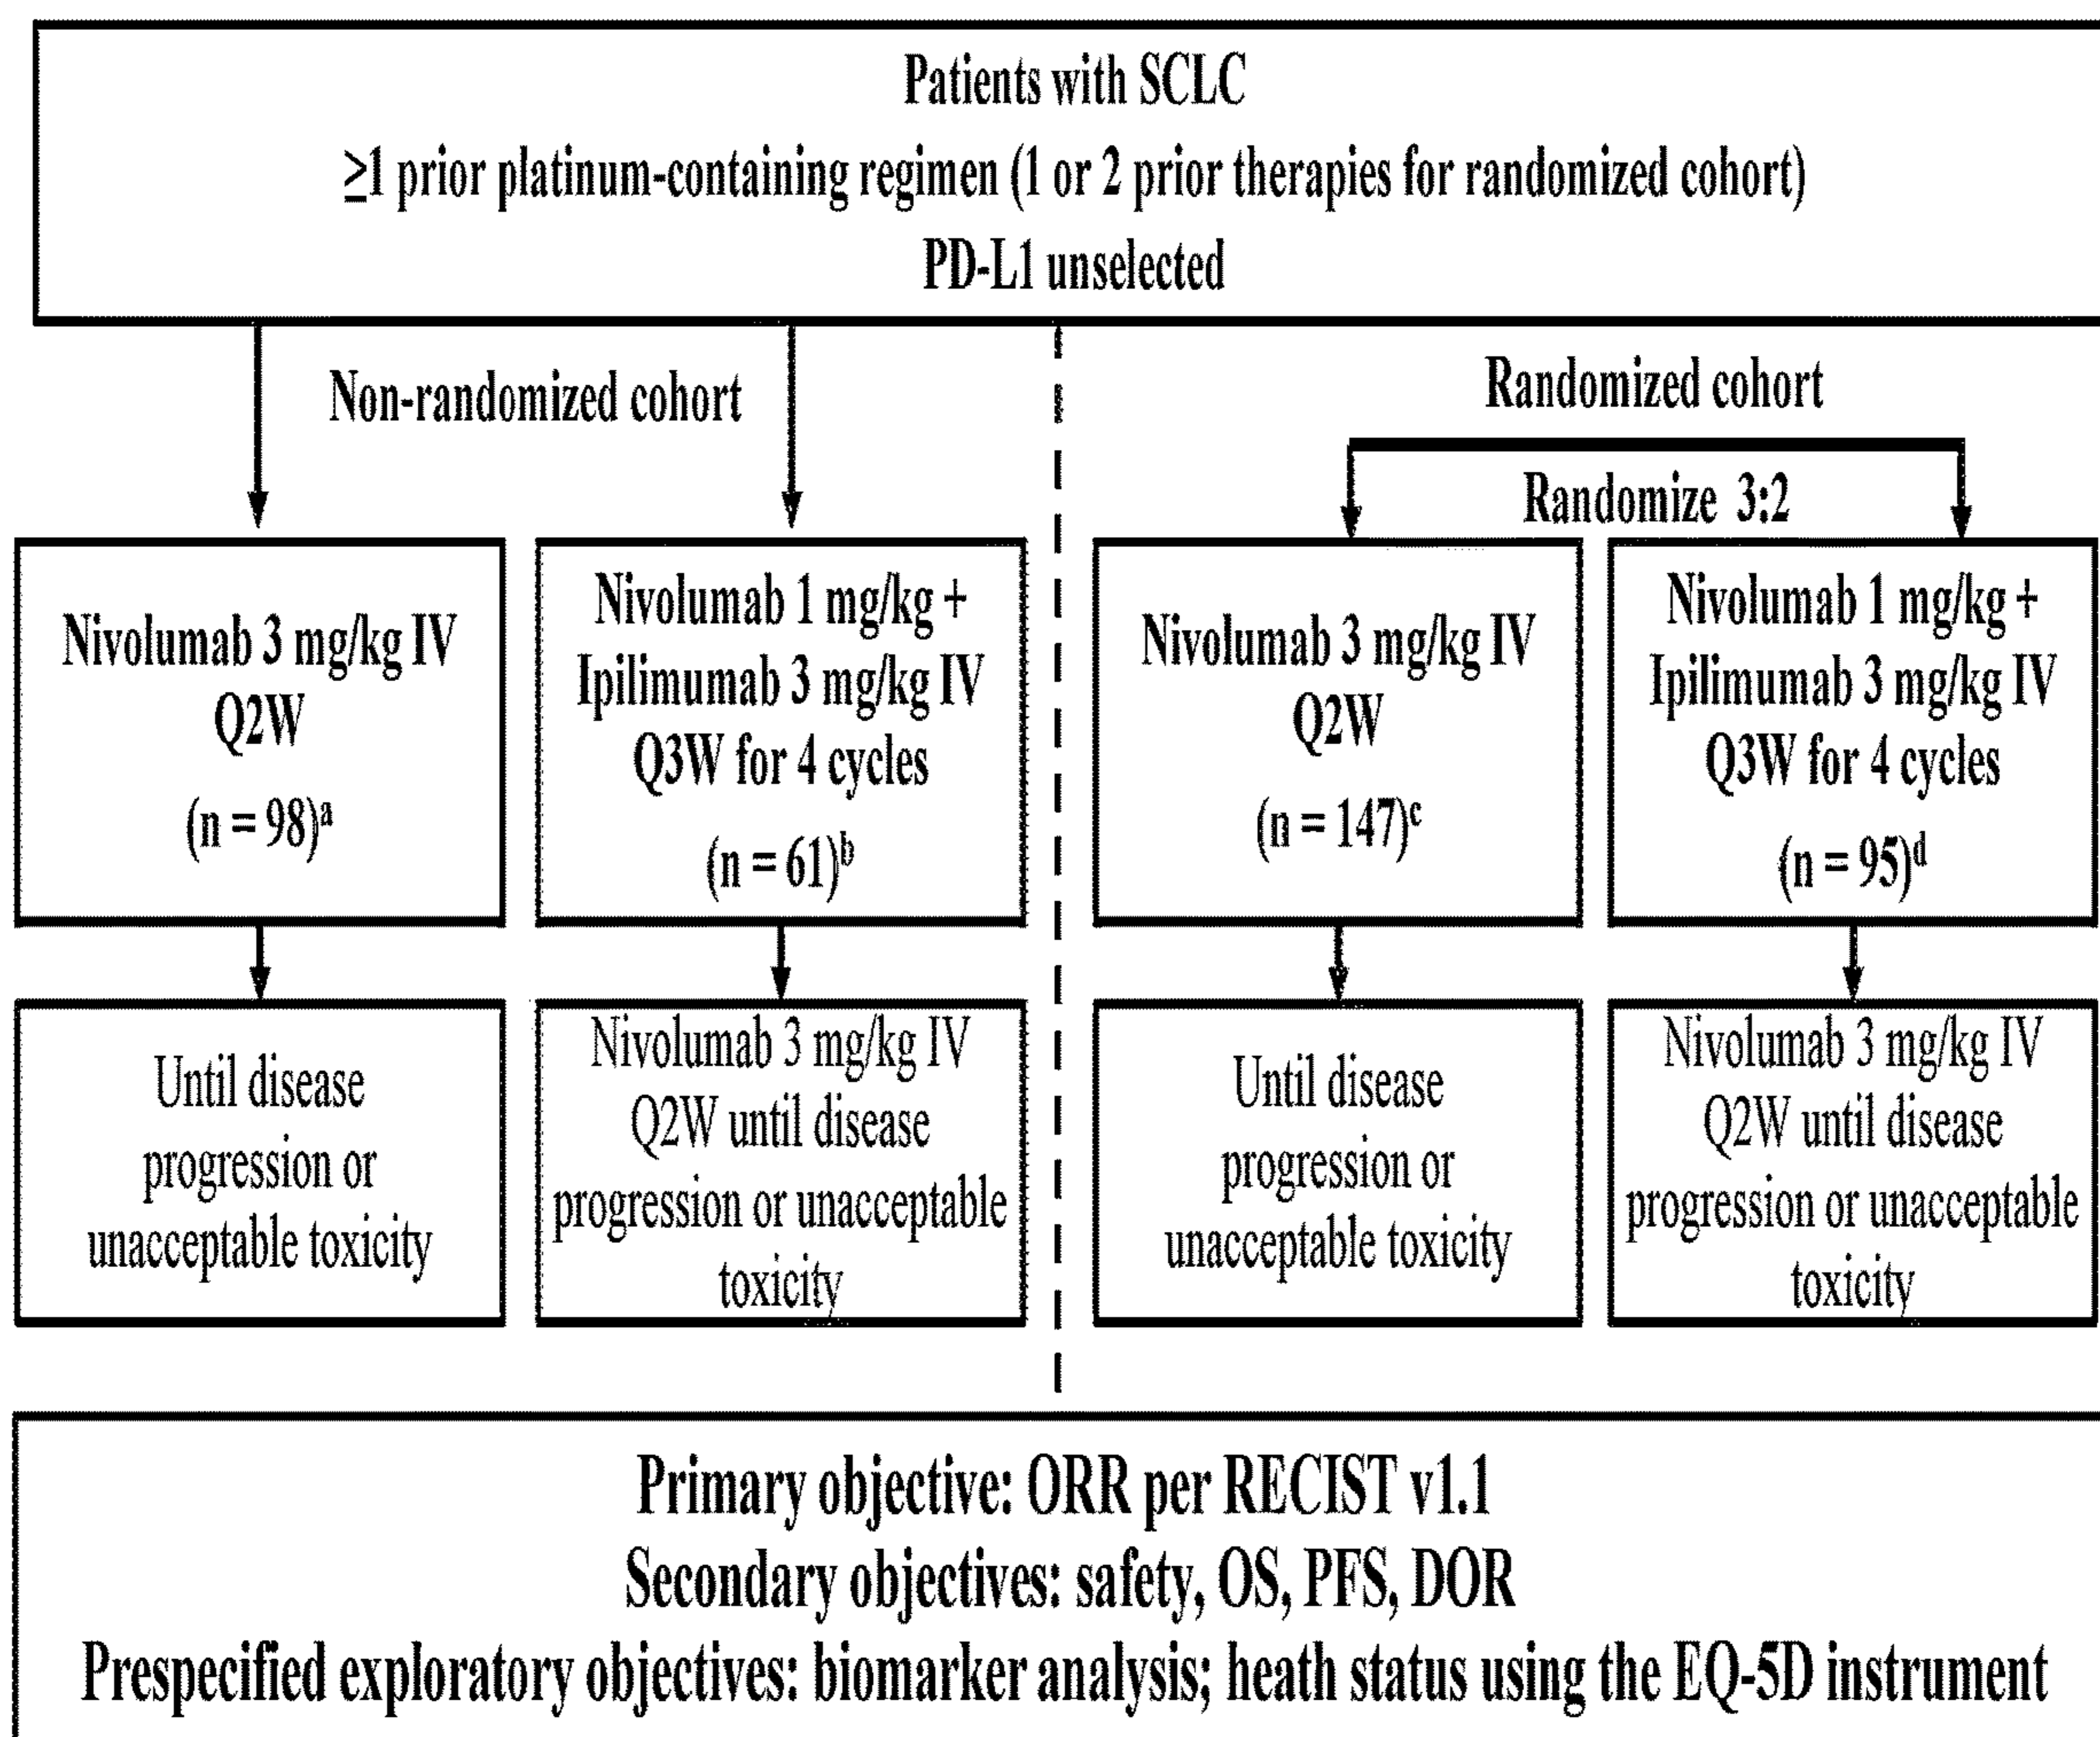 Patients with SCLC
≥1 prior platinum-containing regimen (1 or 2 prior therapies for randomized cohort)
PD-L1 unselected
Non-randomized cohort
Randomized cohort
Randomize 3:2
Nivolumab 3 mg/kg IV
Q2W
(n = 98)ᵃ
Nivolumab 1 mg/kg +
Ipilimumab 3 mg/kg IV
Q3W for 4 cycles
(n = 61)ᵇ
Nivolumab 3 mg/kg IV
Q2W
(n = 147)ᶜ
Nivolumab 1 mg/kg +
Ipilimumab 3 mg/kg IV
Q3W for 4 cycles
(n = 95)ᵈ
Until disease
progression or
unacceptable toxicity
Nivolumab 3 mg/kg IV
Q2W until disease
progression or unacceptable
toxicity
Until disease
progression or
unacceptable toxicity
Nivolumab 3 mg/kg IV
Q2W until disease
progression or unacceptable
toxicity
Primary objective: ORR per RECIST v1.1
Secondary objectives: safety, OS, PFS, DOR
Prespecified exploratory objectives: biomarker analysis; heath status using the EQ-5D instrument